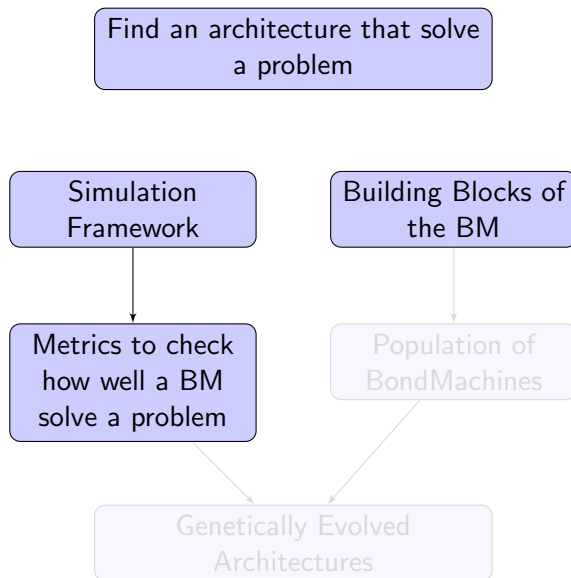 Find an architecture that solve
a problem
Simulation
Framework
Building Blocks of
the BM
Metrics to check
how well a BM
solve a problem
Population of
BondMachines
Genetically Evolved
Architectures